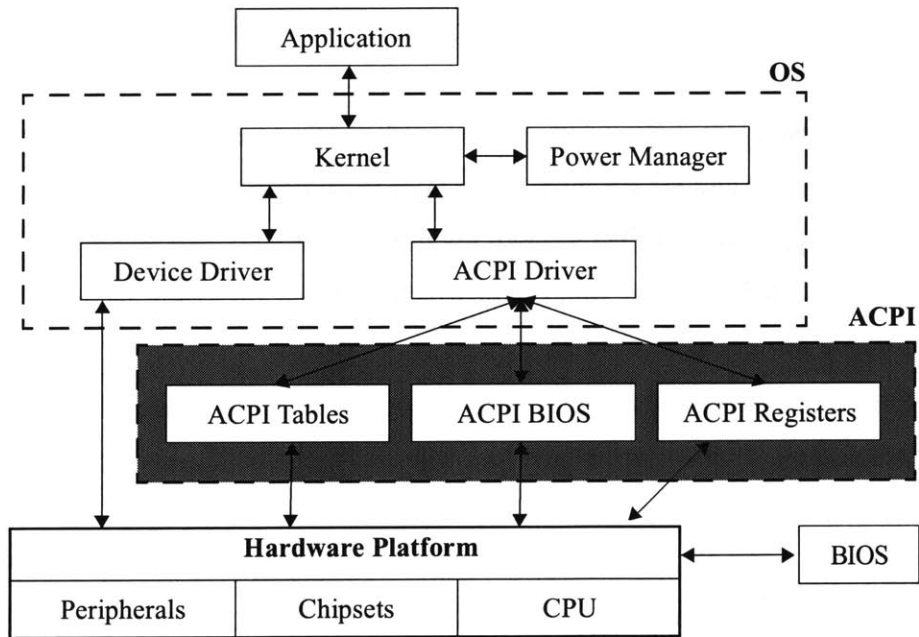 Application
OS
Kernel
Power Manager
Device Driver
ACPI Driver
ACPI
ACPI Tables
ACPI BIOS
ACPI Registers
Hardware Platform
BIOS
Peripherals
Chipsets
CPU